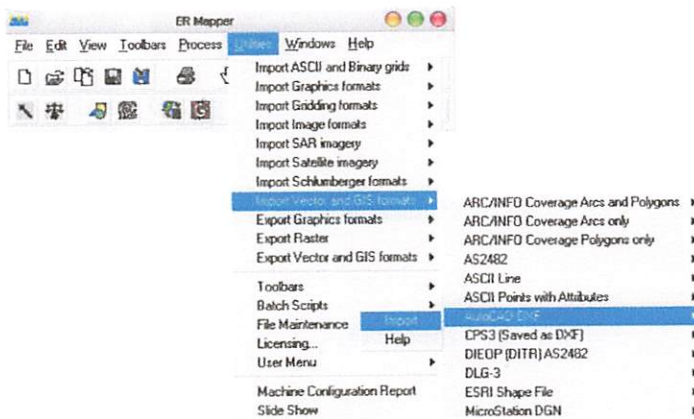 ER Mapper
File Edit View Toolbars Process Utilities Windows Help
Import ASCII and Binary grids
Import Graphics formats
Import Gridding formats
Import Image formats
Import SAR imagery
Import Satellite imagery
Import Schlumberger formats
Import Vector and GIS formats
Export Graphics formats
Export Raster
Export Vector and GIS formats
Toolbars
Batch Scripts
File Maintenance
Licensing...
User Menu
Machine Configuration Report
Slide Show
Import
Help
ARC/INFO Coverage Arcs and Polygons
ARC/INFO Coverage Arcs only
ARC/INFO Coverage Polygons only
AS2482
ASCII Line
ASCII Points with Attributes
AutoCAD DXF
CPS3 (Saved as DXF)
DIEOP (DITR) AS2482
DLG-3
ESRI Shape File
MicroStation DGN